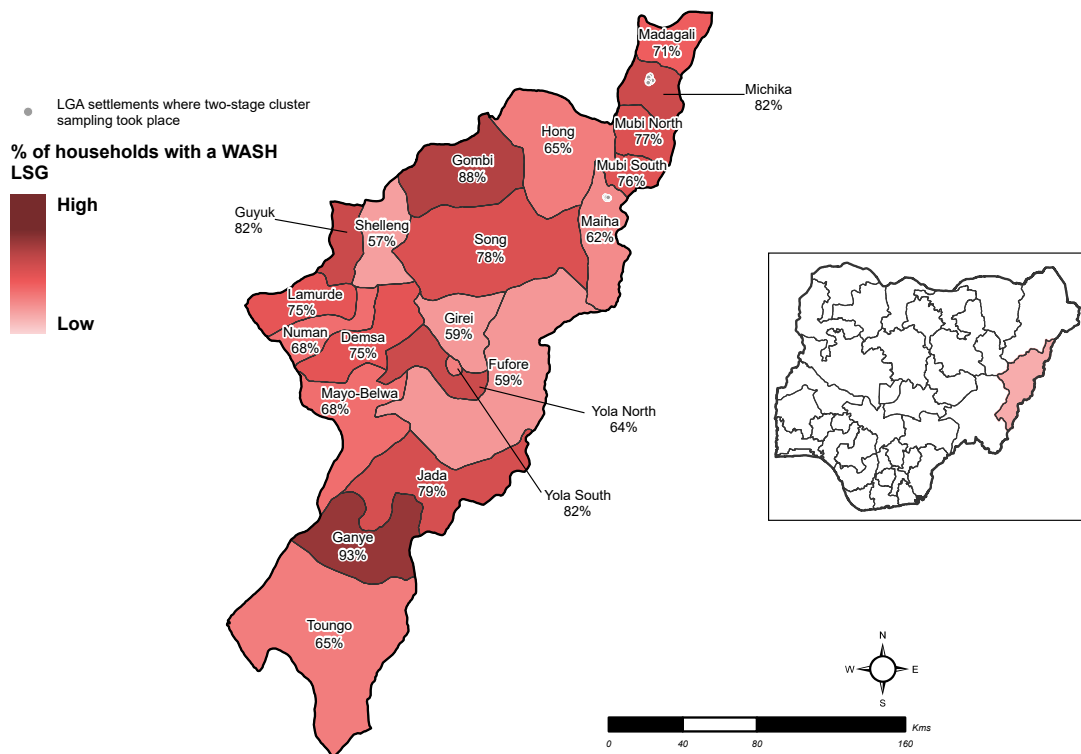 LGA settlements where two-stage cluster
sampling took place
% of households with a WASH
LSG
High
Low
Madagali
71%
Michika
82%
Mubi North
77%
Mubi South
76%
Hong
65%
Gombi
88%
Guyuk
82%
Shelleng
57%
Song
78%
Maiha
62%
Lamurde
75%
Numan
68%
Demsa
75%
Girei
59%
Fufore
59%
Mayo-Belwa
68%
Yola North
64%
Jada
79%
Yola South
82%
Ganye
93%
Toungo
65%
N
W
E
S
Kms
0
40
80
160